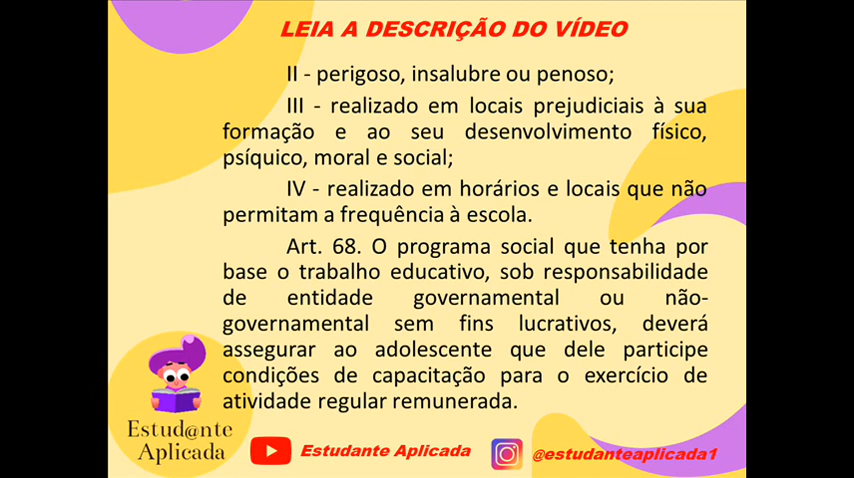 LEIA A DESCRIÇÃO DO VÍDEO
II - perigoso, insalubre ou penoso;
III - realizado em locais prejudiciais à sua
formação e ao seu desenvolvimento físico,
psíquico, moral e social;
IV - realizado em horários e locais que não
permitam a frequência à escola.
Art. 68. O programa social que tenha por
base o trabalho educativo, sob responsabilidade
de entidade governamental ou não-
governamental sem fins lucrativos, deverá
assegurar ao adolescente que dele participe
condições de capacitação para o exercício de
atividade regular remunerada.
Estud@nte
Aplicada
Estudante Aplicada
@estudanteaplicada1